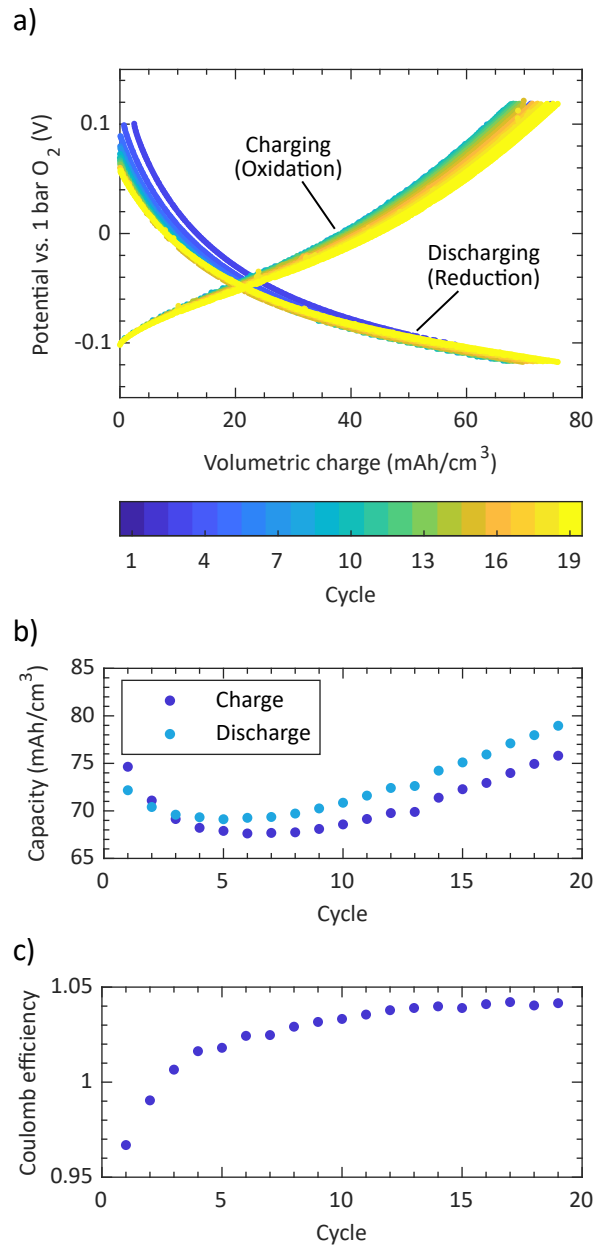 a)
Potential vs. 1 bar O₂ (V)
0.1
0
-0.1
Charging
(Oxidation)
Discharging
(Reduction)
0 20 40 60 80
Volumetric charge (mAh/cm³)
1 4 7 10 13 16 19
Cycle
b)
Capacity (mAh/cm³)
85
80
75
70
65
Charge
Discharge
0 5 10 15 20
Cycle
c)
Coulomb efficiency
1.05
1
0.95
0 5 10 15 20
Cycle